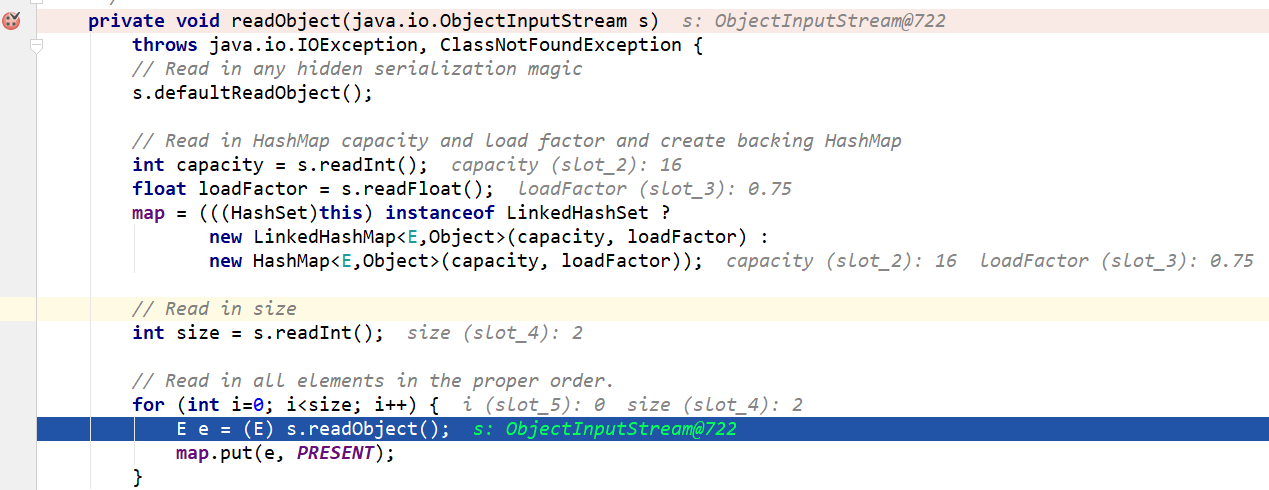 private void readObject(java.io.ObjectInputStream s)  s: ObjectInputStream@722
throws java.io.IOException, ClassNotFoundException {
// Read in any hidden serialization magic
s.defaultReadObject();
// Read in HashMap capacity and load factor and create backing HashMap
int capacity = s.readInt();  capacity (slot_2): 16
float loadFactor = s.readFloat();  loadFactor (slot_3): 0.75
map = (((HashSet)this) instanceof LinkedHashSet ?
new LinkedHashMap<E,Object>(capacity, loadFactor) :
new HashMap<E,Object>(capacity, loadFactor));  capacity (slot_2): 16  loadFactor (slot_3): 0.75
// Read in size
int size = s.readInt();  size (slot_4): 2
// Read in all elements in the proper order.
for (int i=0; i<size; i++) {  i (slot_5): 0  size (slot_4): 2
E e = (E) s.readObject();  s: ObjectInputStream@722
map.put(e, PRESENT);
}